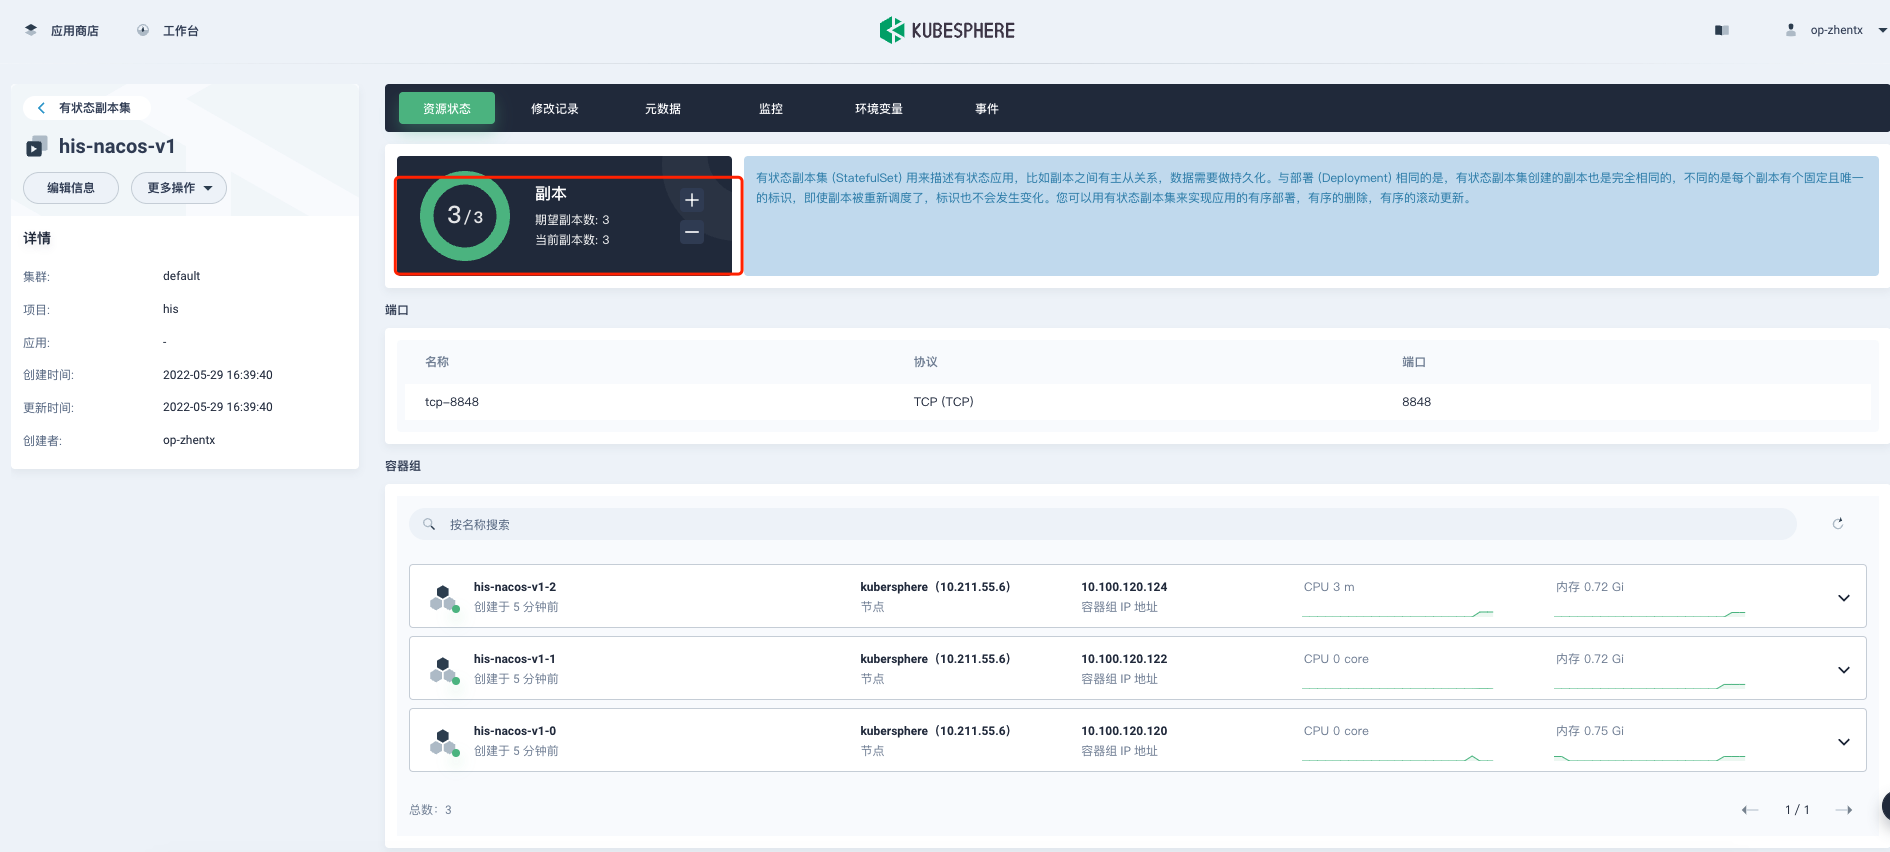 应用商店
工作台
KUBESPHERE
op-zhentx
有状态副本集
his-nacos-v1
编辑信息
更多操作
详情
集群:
default
项目:
his
应用:
-
创建时间:
2022-05-29 16:39:40
更新时间:
2022-05-29 16:39:40
创建者:
op-zhentx
资源状态
修改记录
元数据
监控
环境变量
事件
3/3
副本
期望副本数: 3
当前副本数: 3
有状态副本集 (StatefulSet) 用来描述有状态应用，比如副本之间有主从关系，数据需要做持久化。与部署 (Deployment) 相同的是，有状态副本集创建的副本也是完全相同的，不同的是每个副本有个固定且唯一
的标识，即使副本被重新调度了，标识也不会发生变化。您可以用有状态副本集来实现应用的有序部署，有序的删除，有序的滚动更新。
端口
名称
协议
端口
tcp-8848
TCP (TCP)
8848
容器组
按名称搜索
his-nacos-v1-2
创建于 5 分钟前
kubersphere（10.211.55.6)
节点
10.100.120.124
容器组 IP 地址
CPU 3 m
内存 0.72 Gi
his-nacos-v1-1
创建于 5 分钟前
kubersphere（10.211.55.6)
节点
10.100.120.122
容器组 IP 地址
CPU 0 core
内存 0.72 Gi
his-nacos-v1-0
创建于 5 分钟前
kubersphere（10.211.55.6)
节点
10.100.120.120
容器组 IP 地址
CPU 0 core
内存 0.75 Gi
总数：3
1 / 1